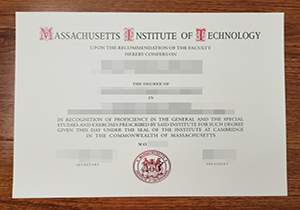 MASSACHUSETTS INSTITUTE OF TECHNOLOGY
UPON THE RECOMMENDATION OF THE FACULTY
HEREBY CONFERS ON
THE DEGREE OF
IN
IN RECOGNITION OF PROFICIENCY IN THE GENERAL AND THE SPECIAL
STUDIES AND EXERCISES PRESCRIBED BY SAID INSTITUTE FOR SUCH DEGREE
GIVEN THIS DAY UNDER THE SEAL OF THE INSTITUTE AT CAMBRIDGE
IN THE COMMONWEALTH OF MASSACHUSETTS
MAY
SECRETARY
PRESIDENT